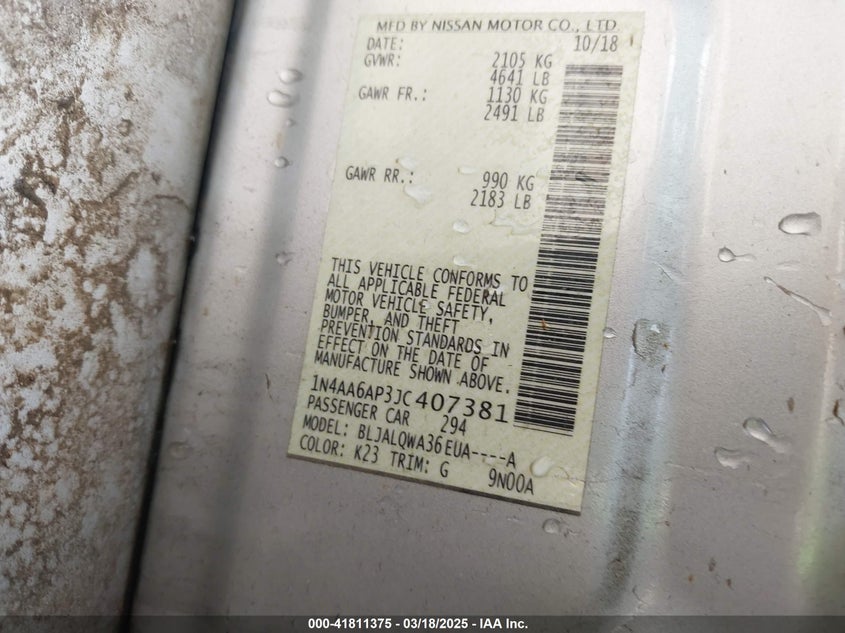 MFD BY NISSAN MOTOR CO., LTD.
DATE: 10/18
GVWR: 2105 KG
4641 LB
GAWR FR.: 1130 KG
2491 LB
GAWR RR.: 990 KG
2183 LB
THIS VEHICLE CONFORMS TO
ALL APPLICABLE FEDERAL
MOTOR VEHICLE SAFETY,
BUMPER, AND THEFT
PREVENTION STANDARDS IN
EFFECT ON THE DATE OF
MANUFACTURE SHOWN ABOVE.
1N4AA6AP3JC407381
PASSENGER CAR 294
MODEL: BLJALQWA36EUA----A
COLOR: K23 TRIM: G 9N00A
000-41811375 - 03/18/2025 - IAA Inc.